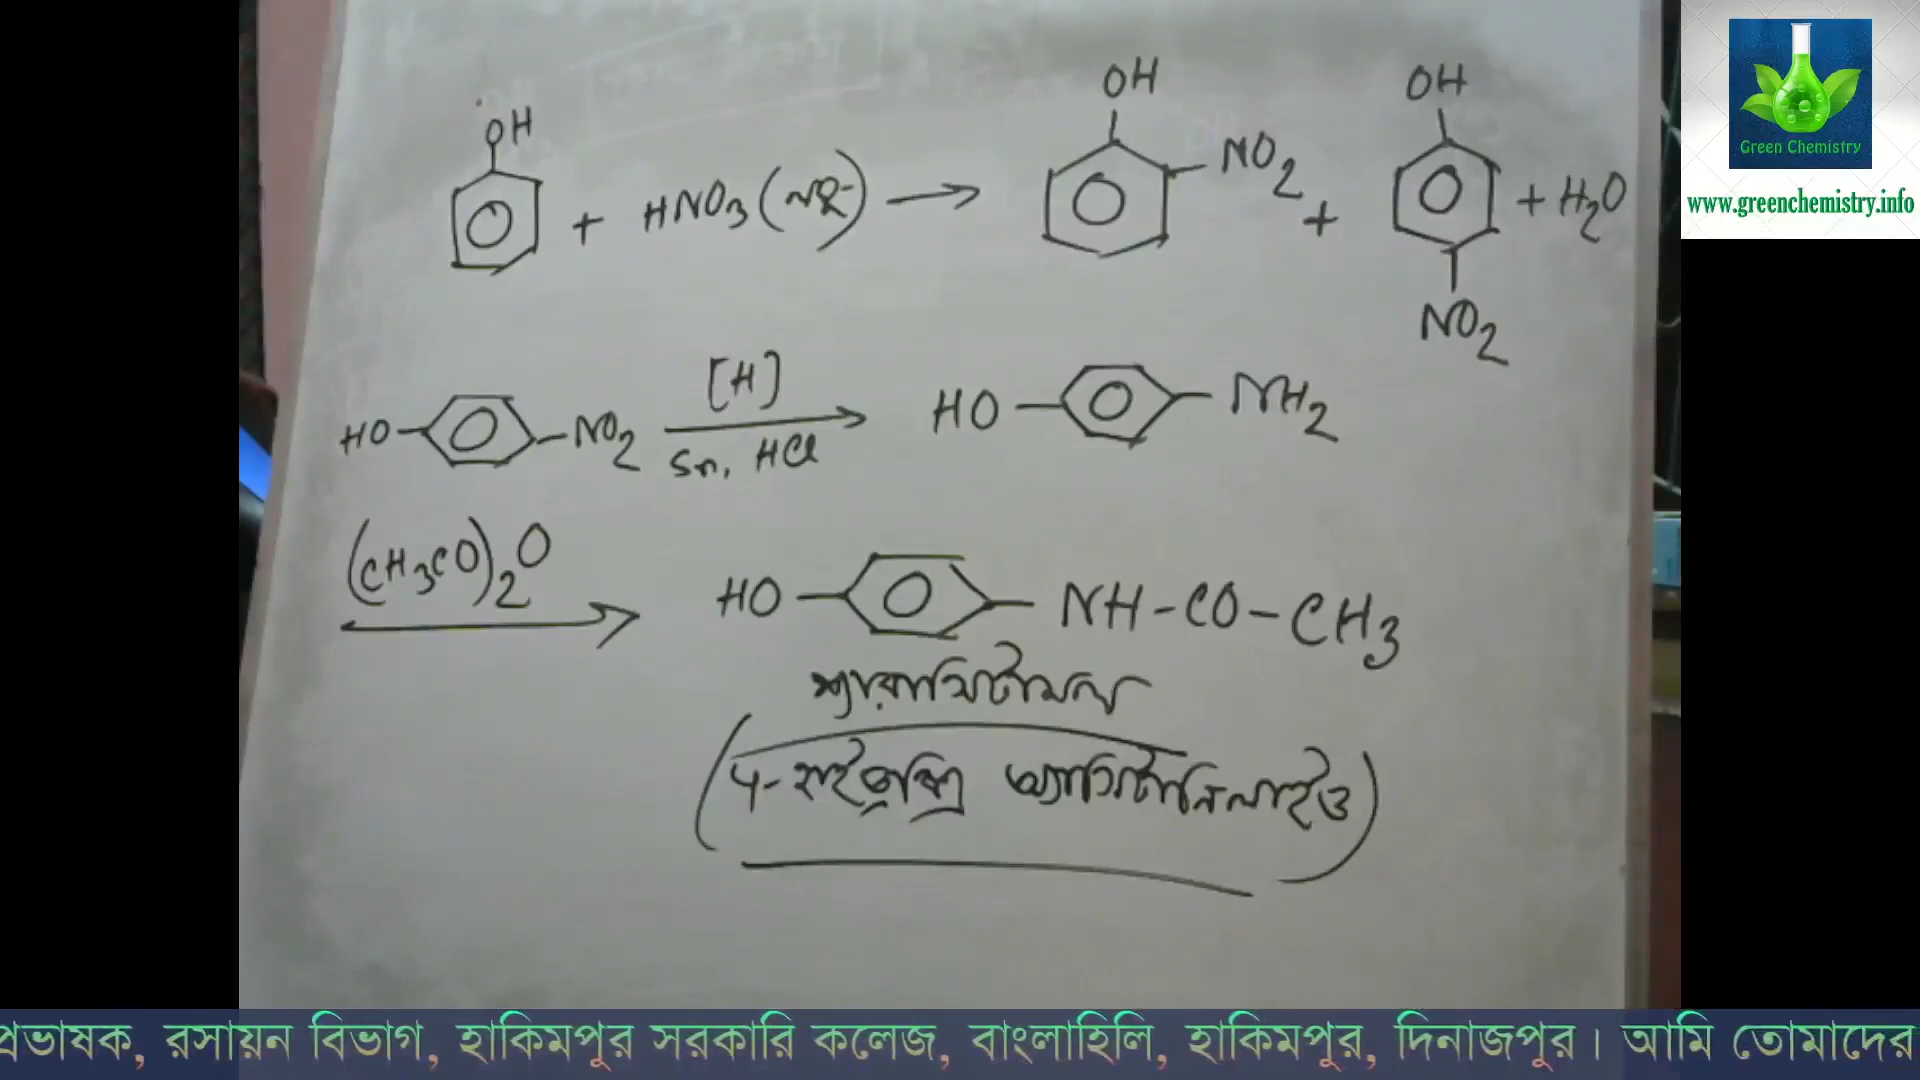 OH
OH
OH
+ HNO3 (লঘু) →
NO2
+
+ H2O
NO2
HO
NO2
[H]
Sn, HCl
HO
NH2
(CH3CO)2O
HO
NH-CO-CH3
প্যারাসিটামল
(4-হাইড্রক্সি অ্যাসিটানিলাইড)
Green Chemistry
www.greenchemistry.info
প্রভাষক, রসায়ন বিভাগ, হাকিমপুর সরকারি কলেজ, বাংলাহিলি, হাকিমপুর, দিনাজপুর। আমি তোমাদের